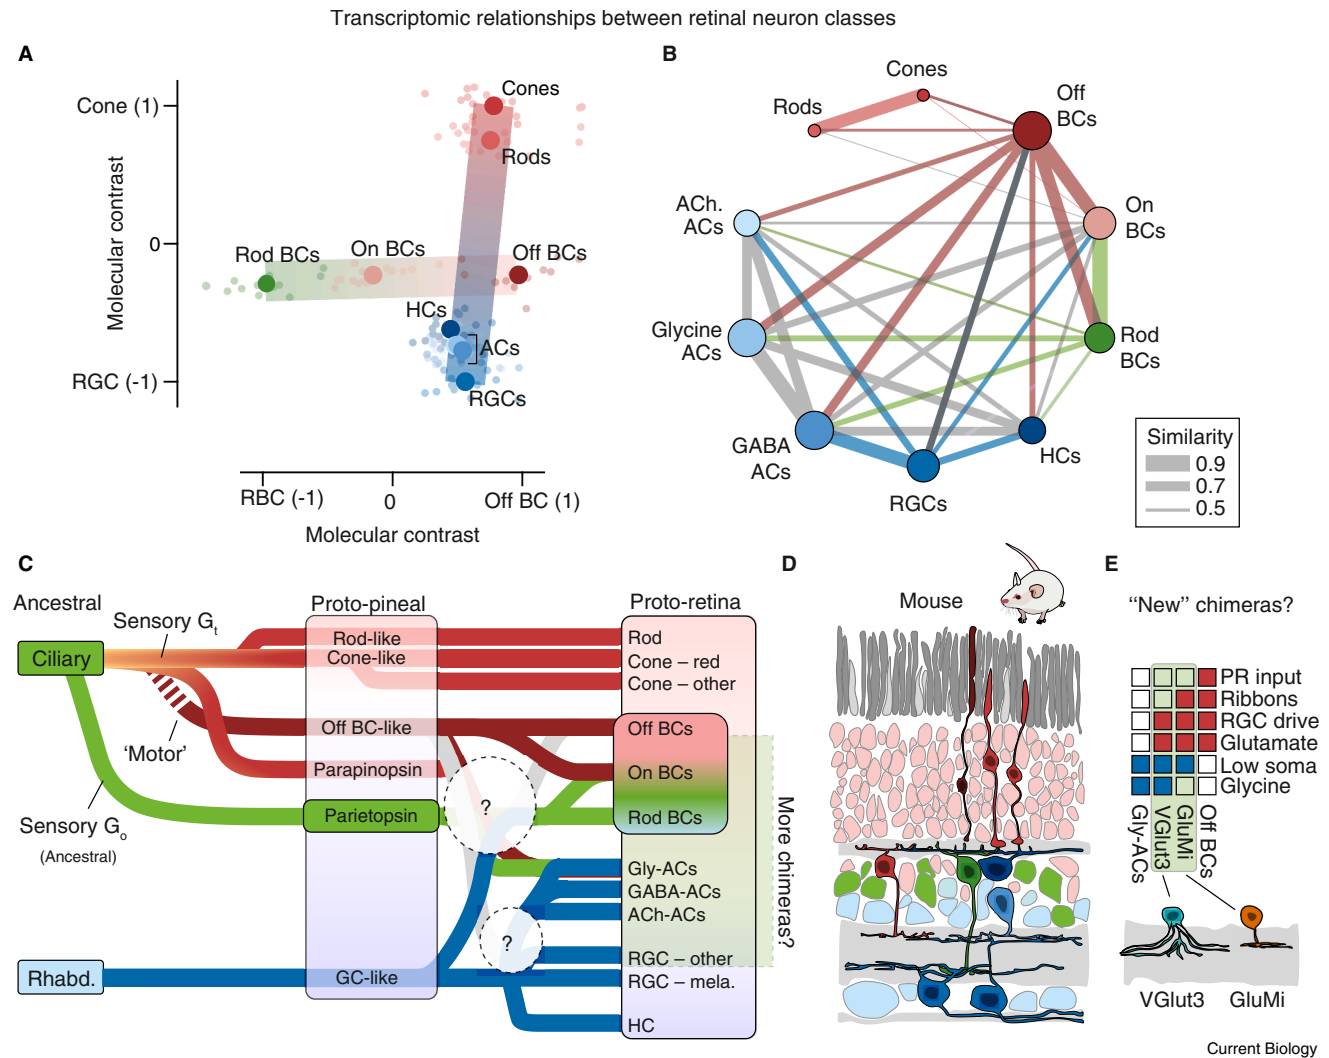 Transcriptomic relationships between retinal neuron classes
A
Cone (1)
0
RGC (-1)
Molecular contrast
Cones
Rods
Rod BCs
On BCs
Off BCs
HCs
ACs
RGCs
RBC (-1)
0
Off BC (1)
Molecular contrast
B
Cones
Rods
Off
BCs
ACh.
ACs
On
BCs
Glycine
ACs
Rod
BCs
GABA
ACs
HCs
RGCs
Similarity
0.9
0.7
0.5
C
Ancestral
Sensory Gt
Proto-pineal
Proto-retina
Ciliary
Rod-like
Cone-like
Rod
Cone – red
Cone – other
'Motor'
Off BC-like
Off BCs
Parapinopsin
On BCs
Parietopsin
Rod BCs
Sensory Go
(Ancestral)
?
Gly-ACs
GABA-ACs
ACh-ACs
?
RGC – other
Rhabd.
GC-like
RGC – mela.
HC
More chimeras?
D
Mouse
E
“New” chimeras?
PR input
Ribbons
RGC drive
Glutamate
Low soma
Glycine
Gly-ACs
VGlut3
GluMi
Off BCs
VGlut3
GluMi
Current Biology